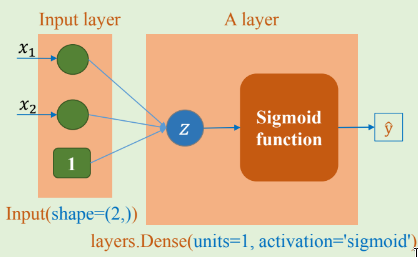 Input layer
A layer
x₁
x₂
1
z
Sigmoid
function
ŷ
Input(shape=(2,))
layers.Dense(units=1, activation='sigmoid')